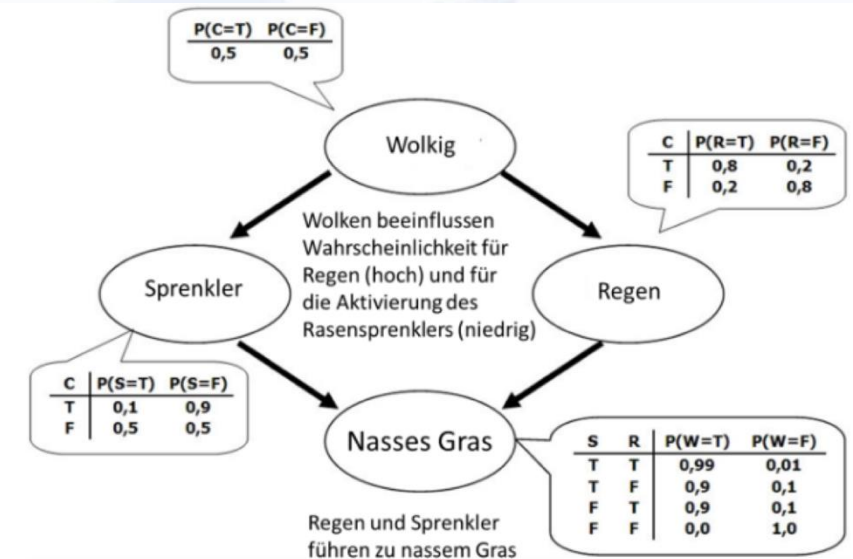 P(C=T) P(C=F)
0,5 0,5
Wolkig
C P(R=T) P(R=F)
T 0,8 0,2
F 0,2 0,8
Wolken beeinflussen
Wahrscheinlichkeit für
Regen (hoch) und für
die Aktivierung des
Rasensprenklers (niedrig)
Sprenkler
Regen
C P(S=T) P(S=F)
T 0,1 0,9
F 0,5 0,5
Nasses Gras
S R P(W=T) P(W=F)
T T 0,99 0,01
T F 0,9 0,1
F T 0,9 0,1
F F 0,0 1,0
Regen und Sprenkler
führen zu nassem Gras